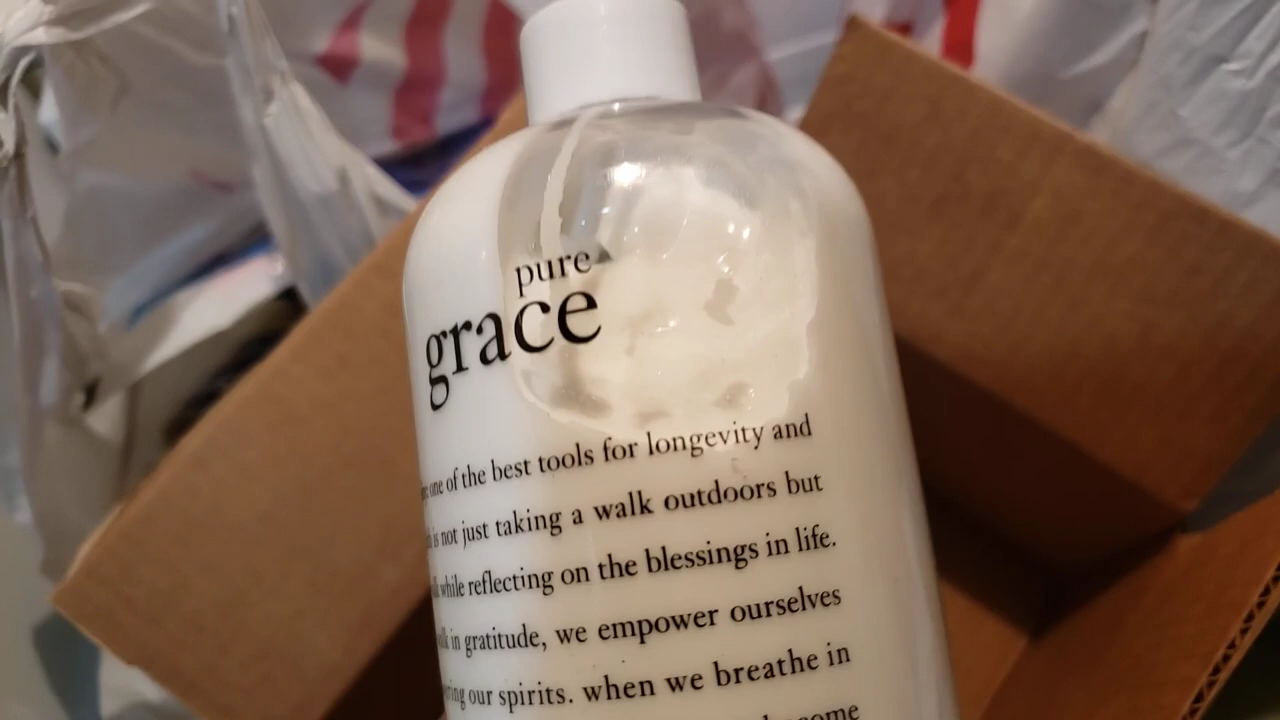 pure
grace
one of the best tools for longevity and
is not just taking a walk outdoors but
while reflecting on the blessings in life.
in gratitude, we empower ourselves
our spirits. when we breathe in